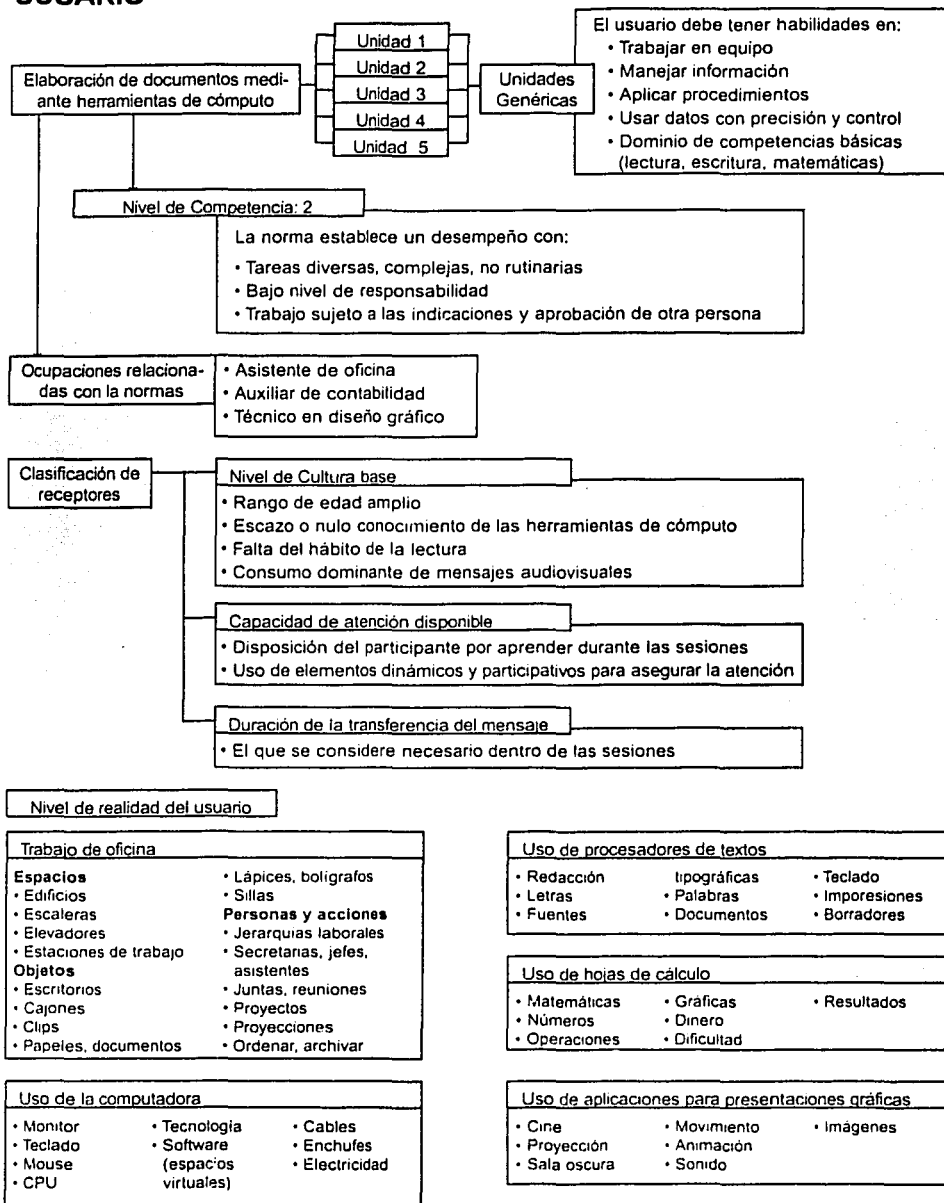 USUARIO
Elaboración de documentos medi-
ante herramientas de cómputo
Unidad 1
Unidad 2
Unidad 3
Unidad 4
Unidad 5
Unidades
Genéricas
El usuario debe tener habilidades en:
• Trabajar en equipo
• Manejar información
• Aplicar procedimientos
• Usar datos con precisión y control
• Dominio de competencias básicas
(lectura, escritura, matemáticas)
Nivel de Competencia: 2
La norma establece un desempeño con:
• Tareas diversas, complejas, no rutinarias
• Bajo nivel de responsabilidad
• Trabajo sujeto a las indicaciones y aprobación de otra persona
Ocupaciones relaciona-
das con la normas
• Asistente de oficina
• Auxiliar de contabilidad
• Técnico en diseño gráfico
Clasificación de
receptores
Nivel de Cultura base
• Rango de edad amplio
• Escazo o nulo conocimiento de las herramientas de cómputo
• Falta del hábito de la lectura
• Consumo dominante de mensajes audiovisuales
Capacidad de atención disponible
• Disposición del participante por aprender durante las sesiones
• Uso de elementos dinámicos y participativos para asegurar la atención
Duración de la transferencia del mensaje
• El que se considere necesario dentro de las sesiones
Nivel de realidad del usuario
Trabajo de oficina
Espacios
• Edificios
• Escaleras
• Elevadores
• Estaciones de trabajo
Objetos
• Escritorios
• Cajones
• Clips
• Papeles, documentos
• Lápices, bolígrafos
• Sillas
Personas y acciones
• Jerarquías laborales
• Secretarias, jefes,
asistentes
• Juntas, reuniones
• Proyectos
• Proyecciones
• Ordenar, archivar
Uso de procesadores de textos
• Redacción
• Letras
• Fuentes
tipográficas
• Palabras
• Documentos
• Teclado
• Imporesiones
• Borradores
Uso de hojas de cálculo
• Matemáticas
• Números
• Operaciones
• Gráficas
• Dinero
• Dificultad
• Resultados
Uso de la computadora
• Monitor
• Teclado
• Mouse
• CPU
• Tecnología
• Software
(espacios
virtuales)
• Cables
• Enchufes
• Electricidad
Uso de aplicaciones para presentaciones gráficas
• Cine
• Proyección
• Sala oscura
• Movimiento
• Animación
• Sonido
• Imágenes